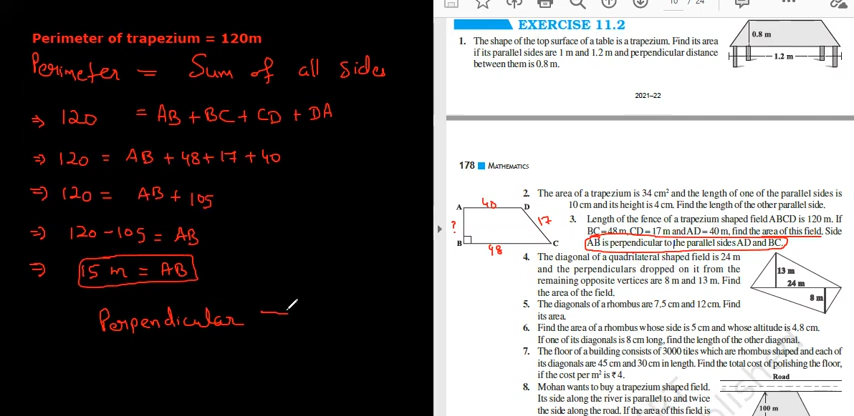 Perimeter of trapezium = 120m
Perimeter = Sum of all sides
⇒ 120 = AB + BC + CD + DA
⇒ 120 = AB + 48 + 17 + 40
⇒ 120 = AB + 105
⇒ 120 - 105 = AB
⇒ 15 m = AB
Perpendicular
EXERCISE 11.2
1. The shape of the top surface of a table is a trapezium. Find its area
if its parallel sides are 1 m and 1.2 m and perpendicular distance
between them is 0.8 m.
0.8 m
1.2 m
2021–22
178 MATHEMATICS
2. The area of a trapezium is 34 cm² and the length of one of the parallel sides is
10 cm and its height is 4 cm. Find the length of the other parallel side.
3. Length of the fence of a trapezium shaped field ABCD is 120 m. If
BC = 48 m, CD = 17 m and AD = 40 m, find the area of this field. Side
AB is perpendicular to the parallel sides AD and BC.
A 40 D
? 17
B 48 C
4. The diagonal of a quadrilateral shaped field is 24 m
and the perpendiculars dropped on it from the
remaining opposite vertices are 8 m and 13 m. Find
the area of the field.
13 m
24 m
8 m
5. The diagonals of a rhombus are 7.5 cm and 12 cm. Find
its area.
6. Find the area of a rhombus whose side is 5 cm and whose altitude is 4.8 cm.
If one of its diagonals is 8 cm long, find the length of the other diagonal.
7. The floor of a building consists of 3000 tiles which are rhombus shaped and each of
its diagonals are 45 cm and 30 cm in length. Find the total cost of polishing the floor,
if the cost per m² is ₹ 4.
Road
8. Mohan wants to buy a trapezium shaped field.
Its side along the river is parallel to and twice
the side along the road. If the area of this field is
100 m